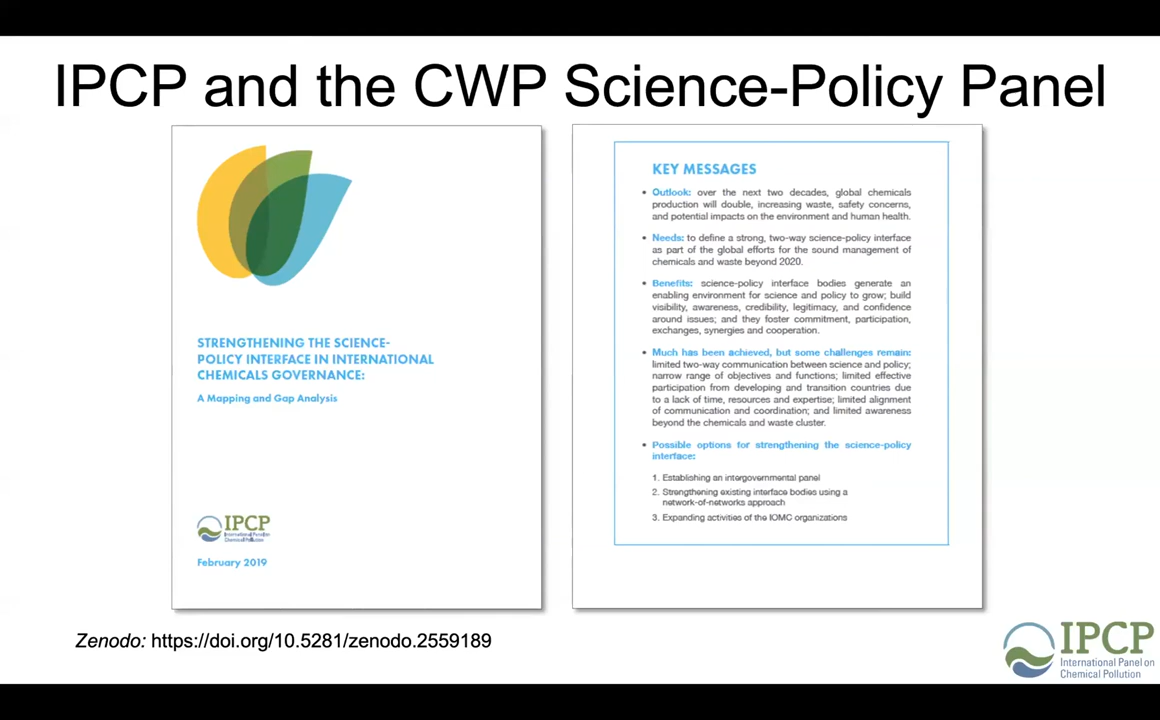 IPCP and the CWP Science-Policy Panel
STRENGTHENING THE SCIENCE-
POLICY INTERFACE IN INTERNATIONAL
CHEMICALS GOVERNANCE:
A Mapping and Gap Analysis
IPCP
International Panel on
Chemical Pollution
February 2019
KEY MESSAGES
• Outlook: over the next two decades, global chemicals
production will double, increasing waste, safety concerns,
and potential impacts on the environment and human health.
• Needs: to define a strong, two-way science-policy interface
as part of the global efforts for the sound management of
chemicals and waste beyond 2020.
• Benefits: science-policy interface bodies generate an
enabling environment for science and policy to grow; build
visibility, awareness, credibility, legitimacy, and confidence
around issues; and they foster commitment, participation,
exchanges, synergies and cooperation.
• Much has been achieved, but some challenges remain:
limited two-way communication between science and policy;
narrow range of objectives and functions; limited effective
participation from developing and transition countries due
to a lack of time, resources and expertise; limited alignment
of communication and coordination; and limited awareness
beyond the chemicals and waste cluster.
• Possible options for strengthening the science-policy
interface:
1. Establishing an intergovernmental panel
2. Strengthening existing interface bodies using a
network-of-networks approach
3. Expanding activities of the IOMC organizations
Zenodo: https://doi.org/10.5281/zenodo.2559189
IPCP
International Panel on
Chemical Pollution